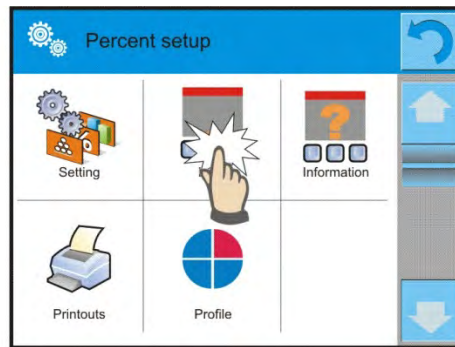 Percent setup
Setting
Information
Printouts
Profile